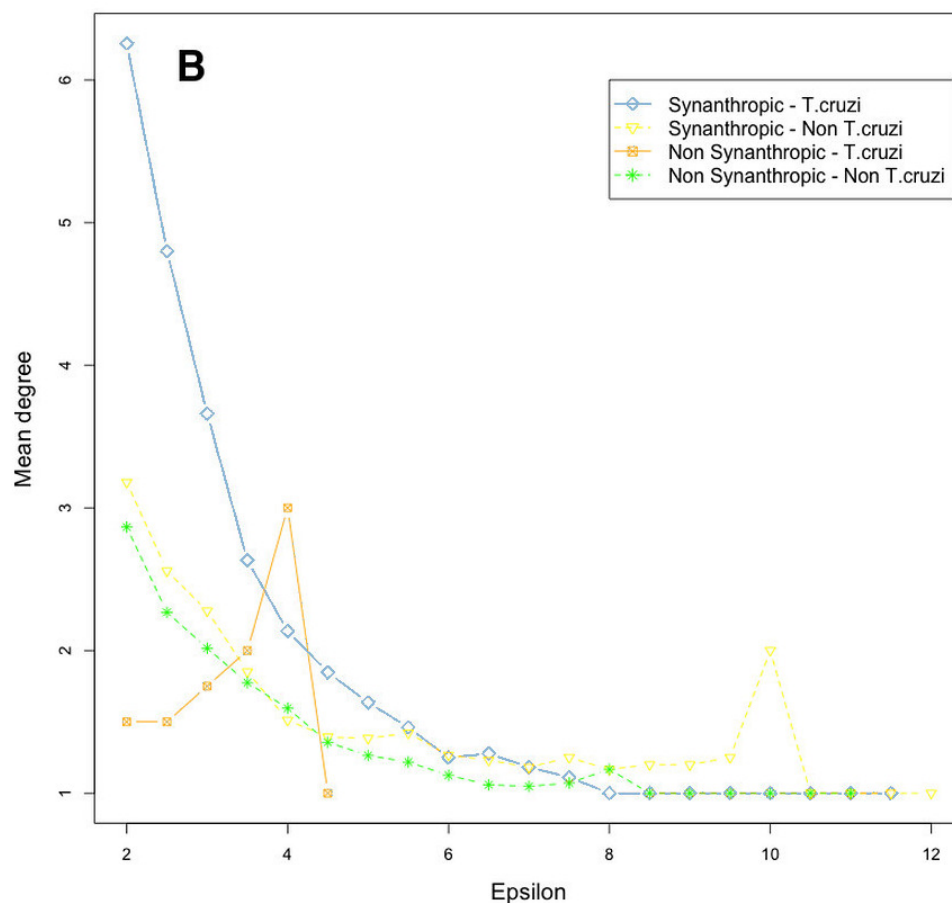 B
Synanthropic - T.cruzi
Synanthropic - Non T.cruzi
Non Synanthropic - T.cruzi
Non Synanthropic - Non T.cruzi
6
5
4
3
2
1
Mean degree
2 4 6 8 10 12
Epsilon